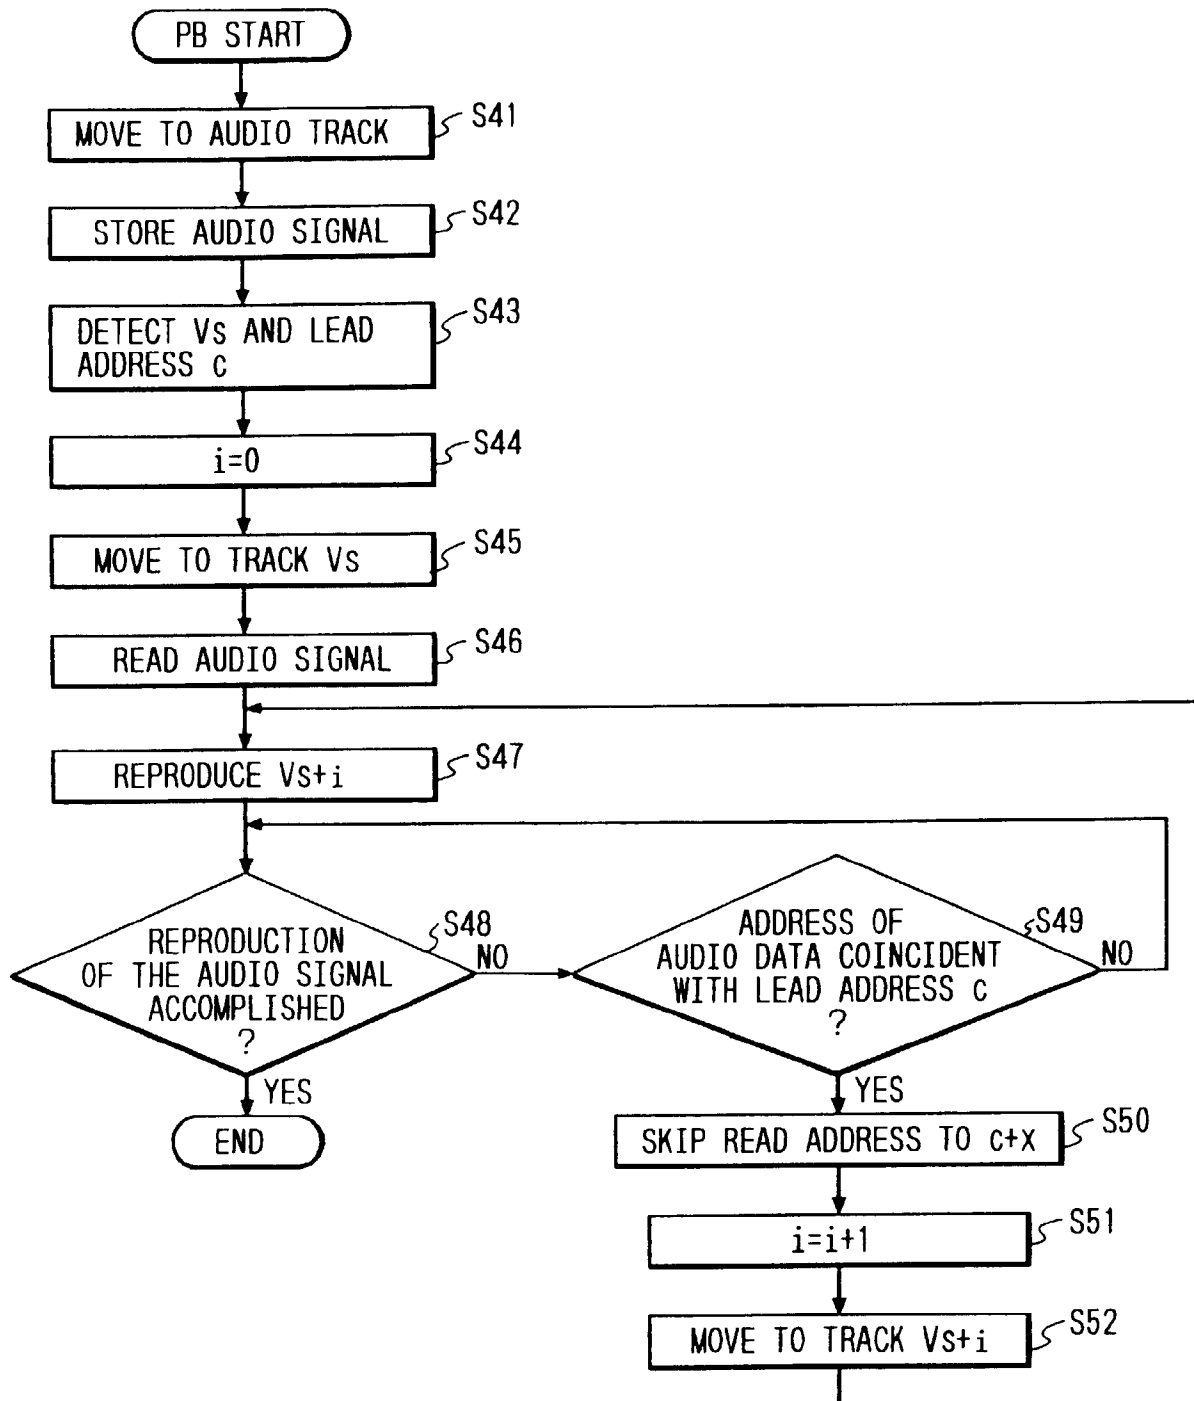 PB START
MOVE TO AUDIO TRACK
S41
STORE AUDIO SIGNAL
S42
DETECT Vs AND LEAD
ADDRESS c
S43
i=0
S44
MOVE TO TRACK Vs
S45
READ AUDIO SIGNAL
S46
REPRODUCE Vs+i
S47
REPRODUCTION
OF THE AUDIO SIGNAL
ACCOMPLISHED
?
S48
NO
YES
END
ADDRESS OF
AUDIO DATA COINCIDENT
WITH LEAD ADDRESS c
?
S49
NO
YES
SKIP READ ADDRESS TO c+x
S50
i=i+1
S51
MOVE TO TRACK Vs+i
S52